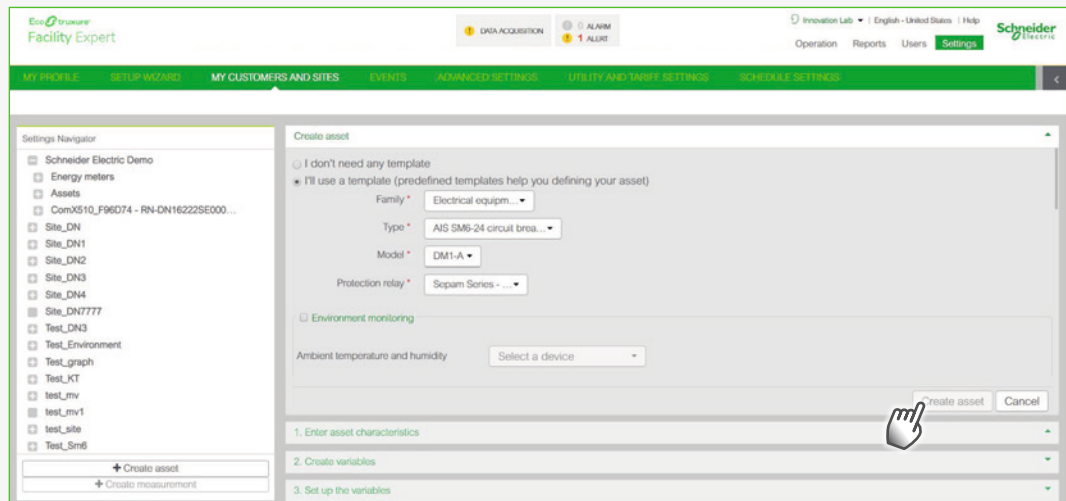 EcoStruxure
Facility Expert
DATA ACQUISITION
0 ALARM
1 ALERT
Innovation Lab | English - United States | Help
Operation Reports Users Settings
Schneider
Electric
MY PROFILE SETUP WIZARD MY CUSTOMERS AND SITES EVENTS ADVANCED SETTINGS UTILITY AND TARIFF SETTINGS SCHEDULE SETTINGS
Settings Navigator
Schneider Electric Demo
Energy meters
Assets
ComX510_F96D74 - RN-DN16222SE000...
Site_DN
Site_DN1
Site_DN2
Site_DN3
Site_DN4
Site_DN7777
Test_DN3
Test_Environment
Test_graph
Test_KT
test_mv
test_mv1
test_site
Test_Sm6
+ Create asset
+ Create measurement
Create asset
I don't need any template
I'll use a template (predefined templates help you defining your asset)
Family * Electrical equipm...
Type * AIS SM6-24 circuit brea...
Model * DM1-A
Protection relay * Sepam Series - ...
Environment monitoring
Ambient temperature and humidity Select a device
Create asset Cancel
1. Enter asset characteristics
2. Create variables
3. Set up the variables